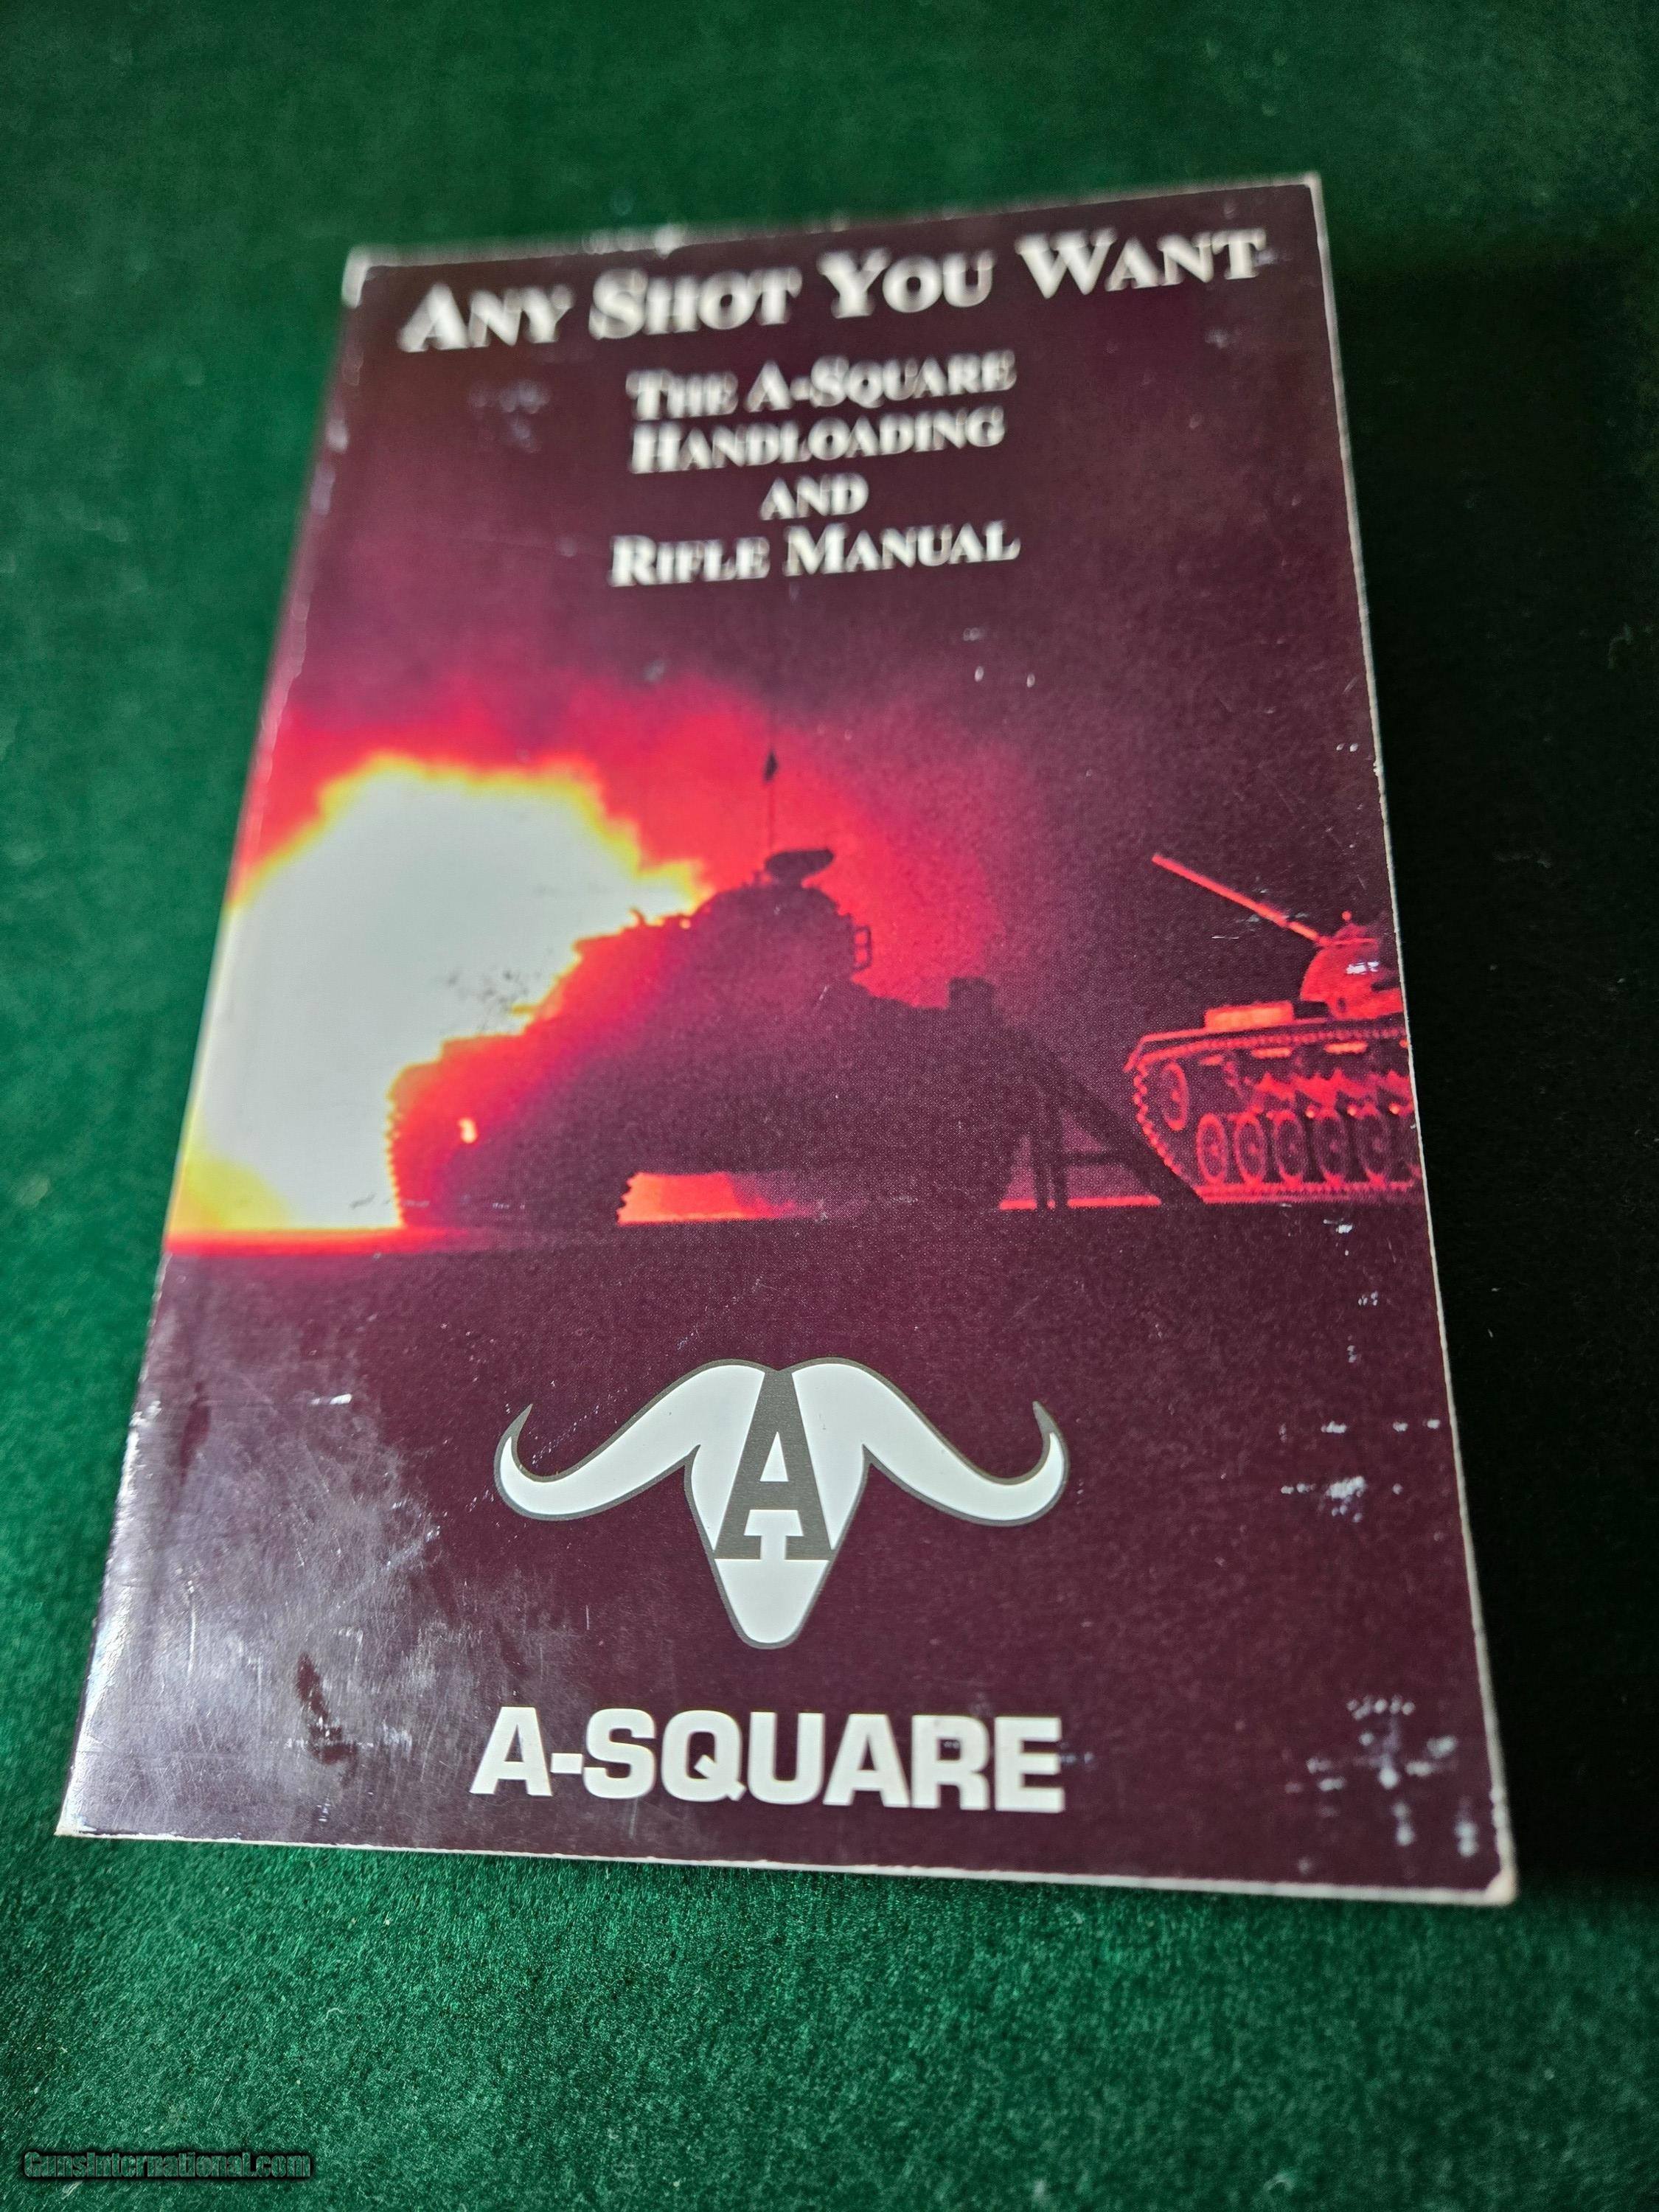 ANY SHOT YOU WANT
THE A-SQUARE
HANDLOADING
AND
RIFLE MANUAL
A
A-SQUARE
GunsInternational.com